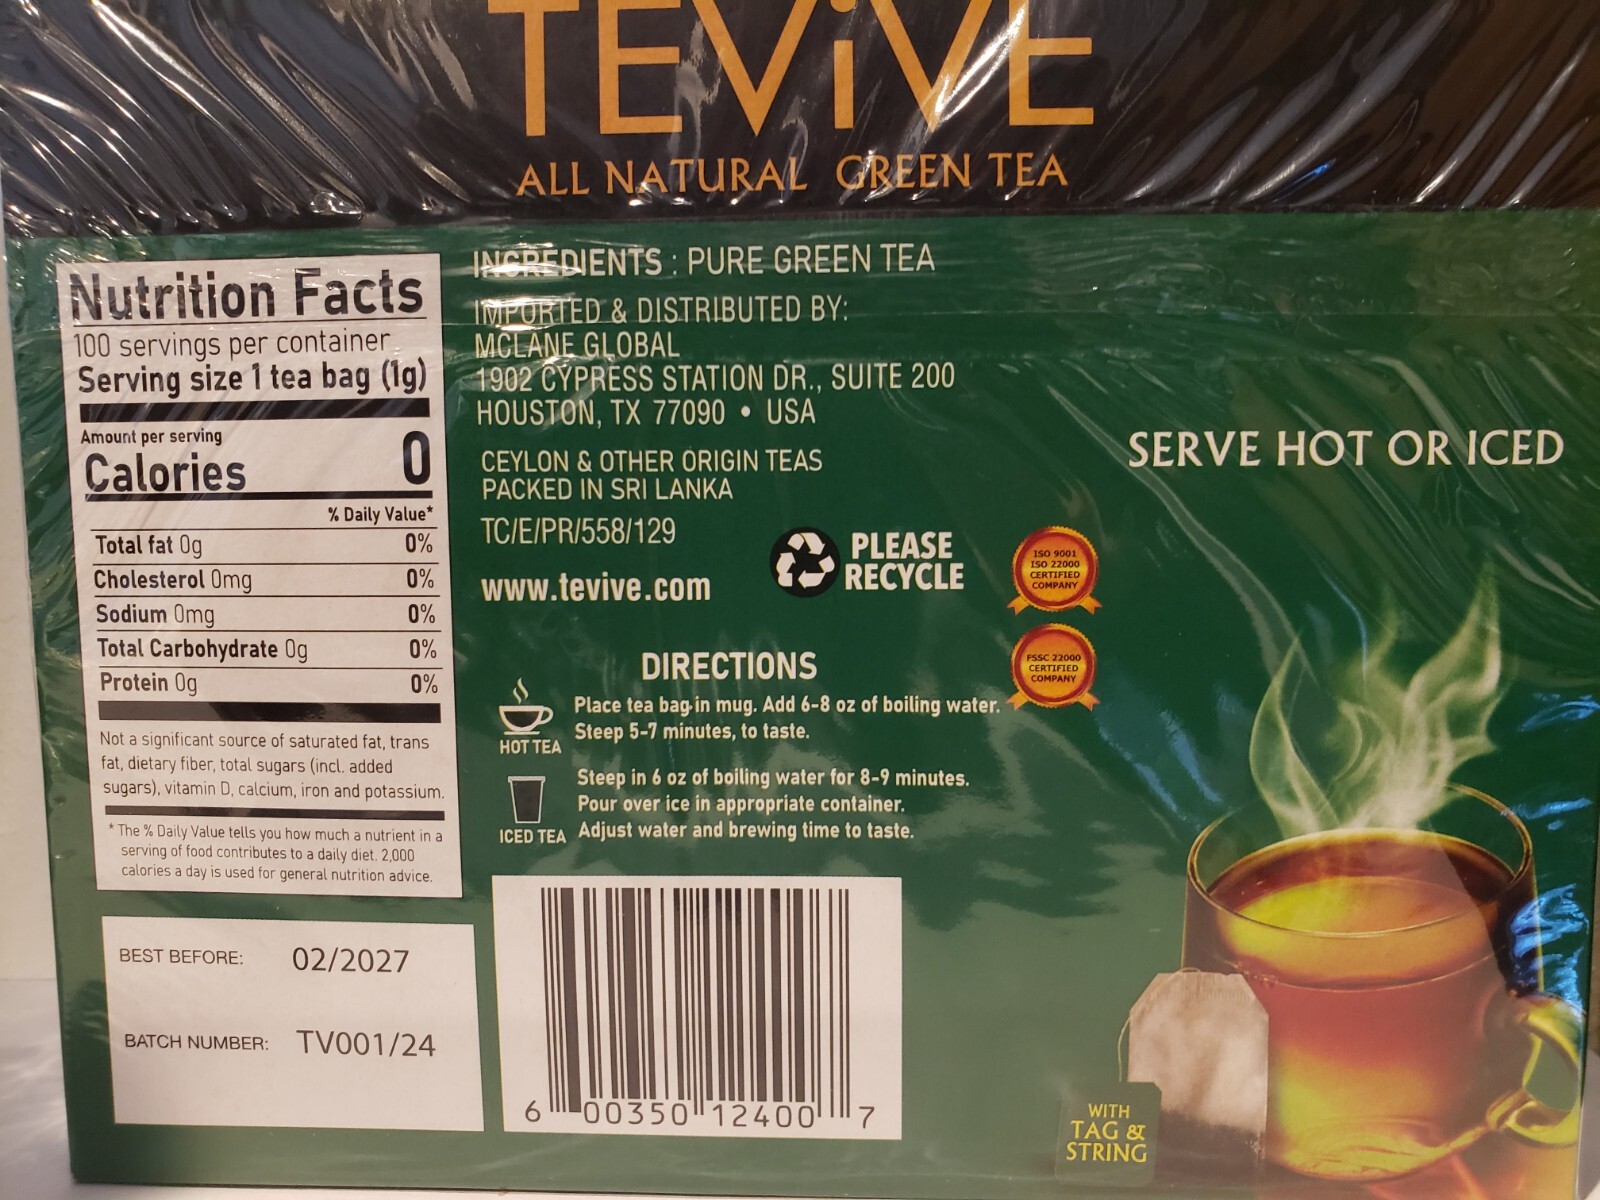 TEViVE
ALL NATURAL GREEN TEA
Nutrition Facts
100 servings per container
Serving size 1 tea bag (1g)
Amount per serving
Calories 0
% Daily Value*
Total fat 0g 0%
Cholesterol 0mg 0%
Sodium 0mg 0%
Total Carbohydrate 0g 0%
Protein 0g 0%
Not a significant source of saturated fat, trans
fat, dietary fiber, total sugars (incl. added
sugars), vitamin D, calcium, iron and potassium.
* The % Daily Value tells you how much a nutrient in a
serving of food contributes to a daily diet. 2,000
calories a day is used for general nutrition advice.
BEST BEFORE: 02/2027
BATCH NUMBER: TV001/24
INGREDIENTS : PURE GREEN TEA
IMPORTED & DISTRIBUTED BY:
MCLANE GLOBAL
1902 CYPRESS STATION DR., SUITE 200
HOUSTON, TX 77090 • USA
CEYLON & OTHER ORIGIN TEAS
PACKED IN SRI LANKA
TC/E/PR/558/129
www.tevive.com
PLEASE
RECYCLE
ISO 9001
ISO 22000
CERTIFIED
COMPANY
FSSC 22000
CERTIFIED
COMPANY
DIRECTIONS
HOT TEA
Place tea bag in mug. Add 6-8 oz of boiling water.
Steep 5-7 minutes, to taste.
ICED TEA
Steep in 6 oz of boiling water for 8-9 minutes.
Pour over ice in appropriate container.
Adjust water and brewing time to taste.
6 00350 12400 7
SERVE HOT OR ICED
WITH
TAG &
STRING